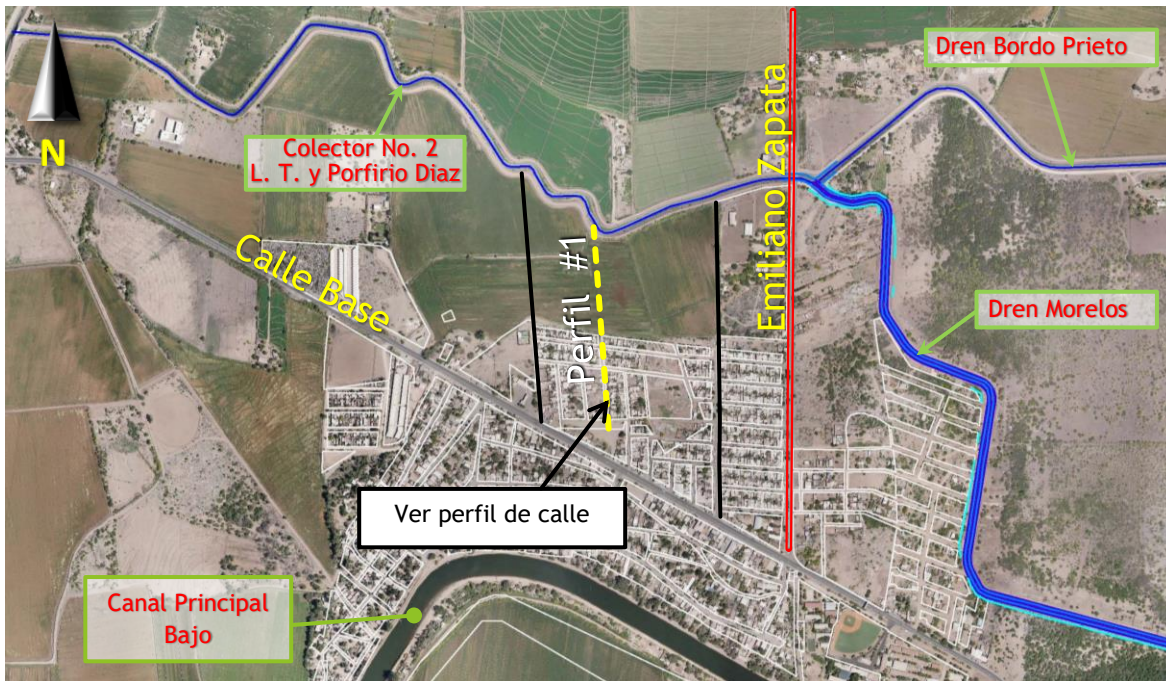 Dren Bordo Prieto
Colector No. 2
L. T. y Porfirio Diaz
N
Emiliano Zapata
Calle Base
Perfil #1
Dren Morelos
Ver perfil de calle
Canal Principal
Bajo